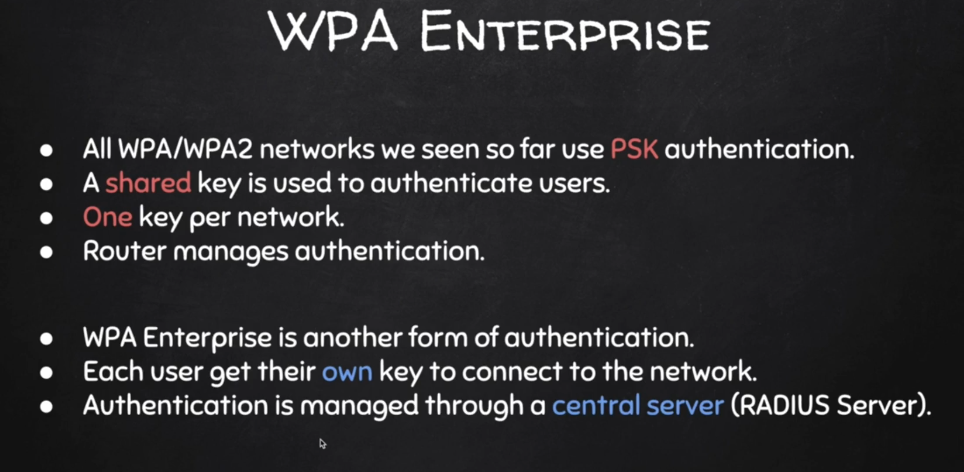 WPA ENTERPRISE
● All WPA/WPA2 networks we seen so far use PSK authentication.
● A shared key is used to authenticate users.
● One key per network.
● Router manages authentication.
● WPA Enterprise is another form of authentication.
● Each user get their own key to connect to the network.
● Authentication is managed through a central server (RADIUS Server).